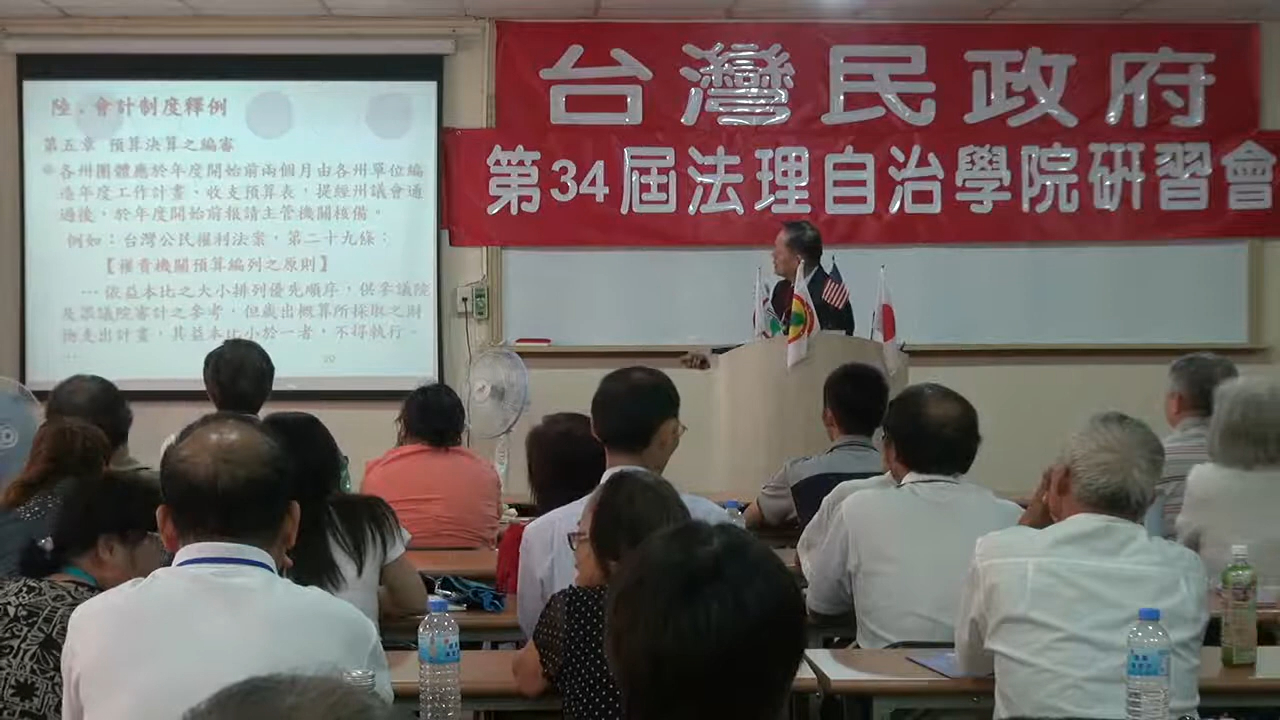 台灣民政府
第34屆法理自治學院研習會
陸．會計制度釋例
第五章 預算決算之編審
各州團體應於年度開始前兩個月由各州單位編
造年度工作計畫、收支預算表，提經州議會通
過後，於年度開始前報請主管機關核備。
例如：台灣公民權利法案，第二十九條：
【權責機關預算編列之原則】
…依益本比之大小排列優先順序，供參議院
及眾議院審計之參考，但歲出概算所採取之財
物支出計畫，其益本比小於一者，不得執行。
…